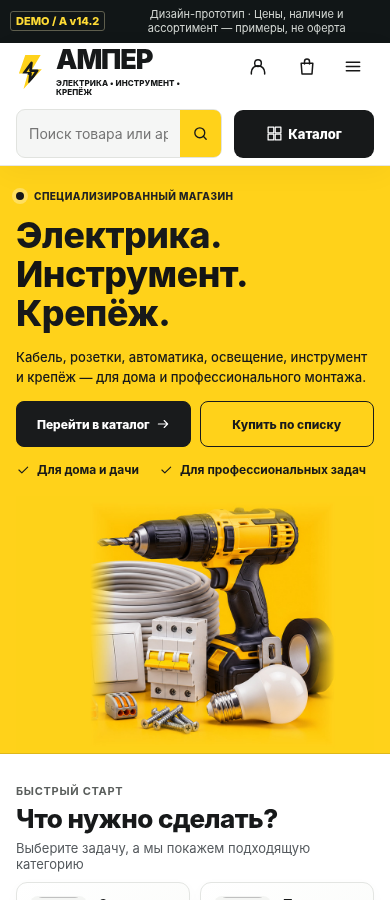 DEMO / A v14.2
Дизайн-прототип · Цены, наличие и
ассортимент — примеры, не оферта
АМПЕР
ЭЛЕКТРИКА • ИНСТРУМЕНТ •
КРЕПЁЖ
Поиск товара или ар
Каталог
СПЕЦИАЛИЗИРОВАННЫЙ МАГАЗИН
Электрика.
Инструмент.
Крепёж.
Кабель, розетки, автоматика, освещение, инструмент
и крепёж — для дома и профессионального монтажа.
Перейти в каталог →
Купить по списку
✓ Для дома и дачи
✓ Для профессиональных задач
БЫСТРЫЙ СТАРТ
Что нужно сделать?
Выберите задачу, а мы покажем подходящую
категорию